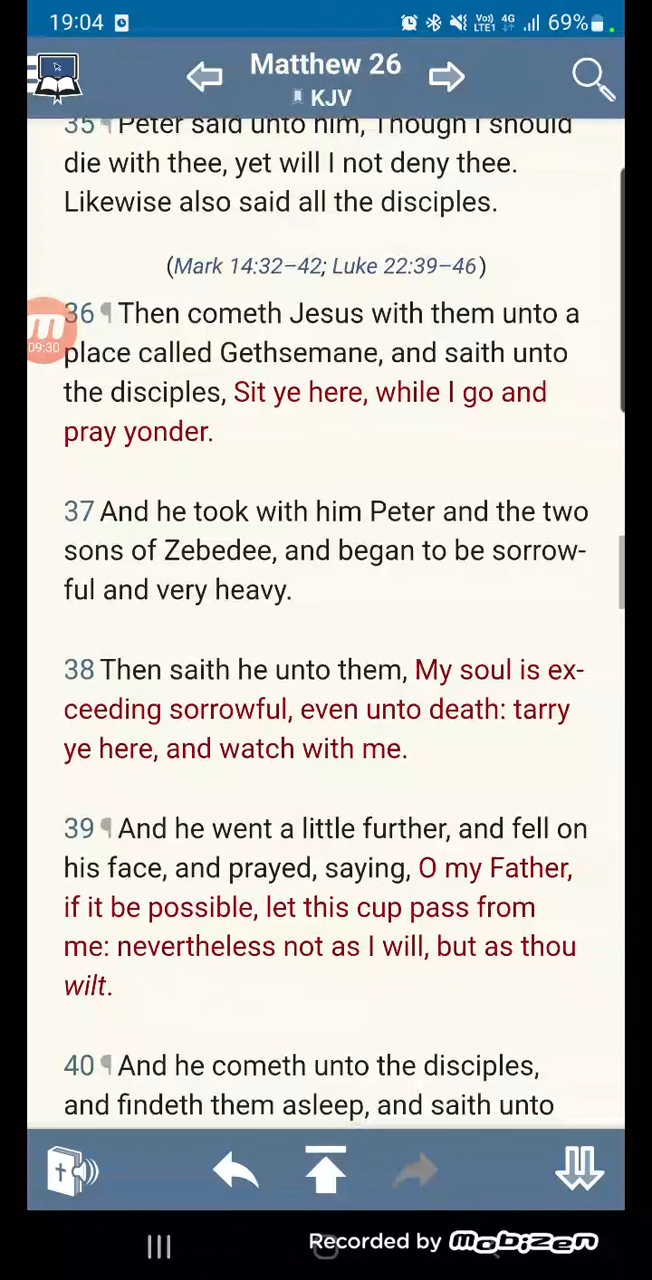 19:04
Vo)) LTE1 4G 69%
Matthew 26
KJV
35 ¶ Peter said unto him, Though I should
die with thee, yet will I not deny thee.
Likewise also said all the disciples.
(Mark 14:32–42; Luke 22:39–46)
36 ¶ Then cometh Jesus with them unto a
09:30
place called Gethsemane, and saith unto
the disciples, Sit ye here, while I go and
pray yonder.
37 And he took with him Peter and the two
sons of Zebedee, and began to be sorrow-
ful and very heavy.
38 Then saith he unto them, My soul is ex-
ceeding sorrowful, even unto death: tarry
ye here, and watch with me.
39 ¶ And he went a little further, and fell on
his face, and prayed, saying, O my Father,
if it be possible, let this cup pass from
me: nevertheless not as I will, but as thou
wilt.
40 ¶ And he cometh unto the disciples,
and findeth them asleep, and saith unto
Recorded by mobizen